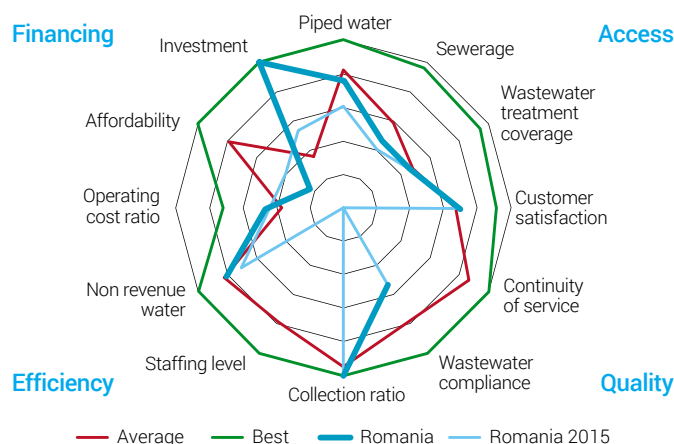 Financing
Access
Piped water
Investment
Sewerage
Wastewater
treatment
coverage
Affordability
Operating
cost ratio
Customer
satisfaction
Non revenue
water
Continuity
of service
Staffing level
Wastewater
compliance
Collection ratio
Efficiency
Quality
Average
Best
Romania
Romania 2015